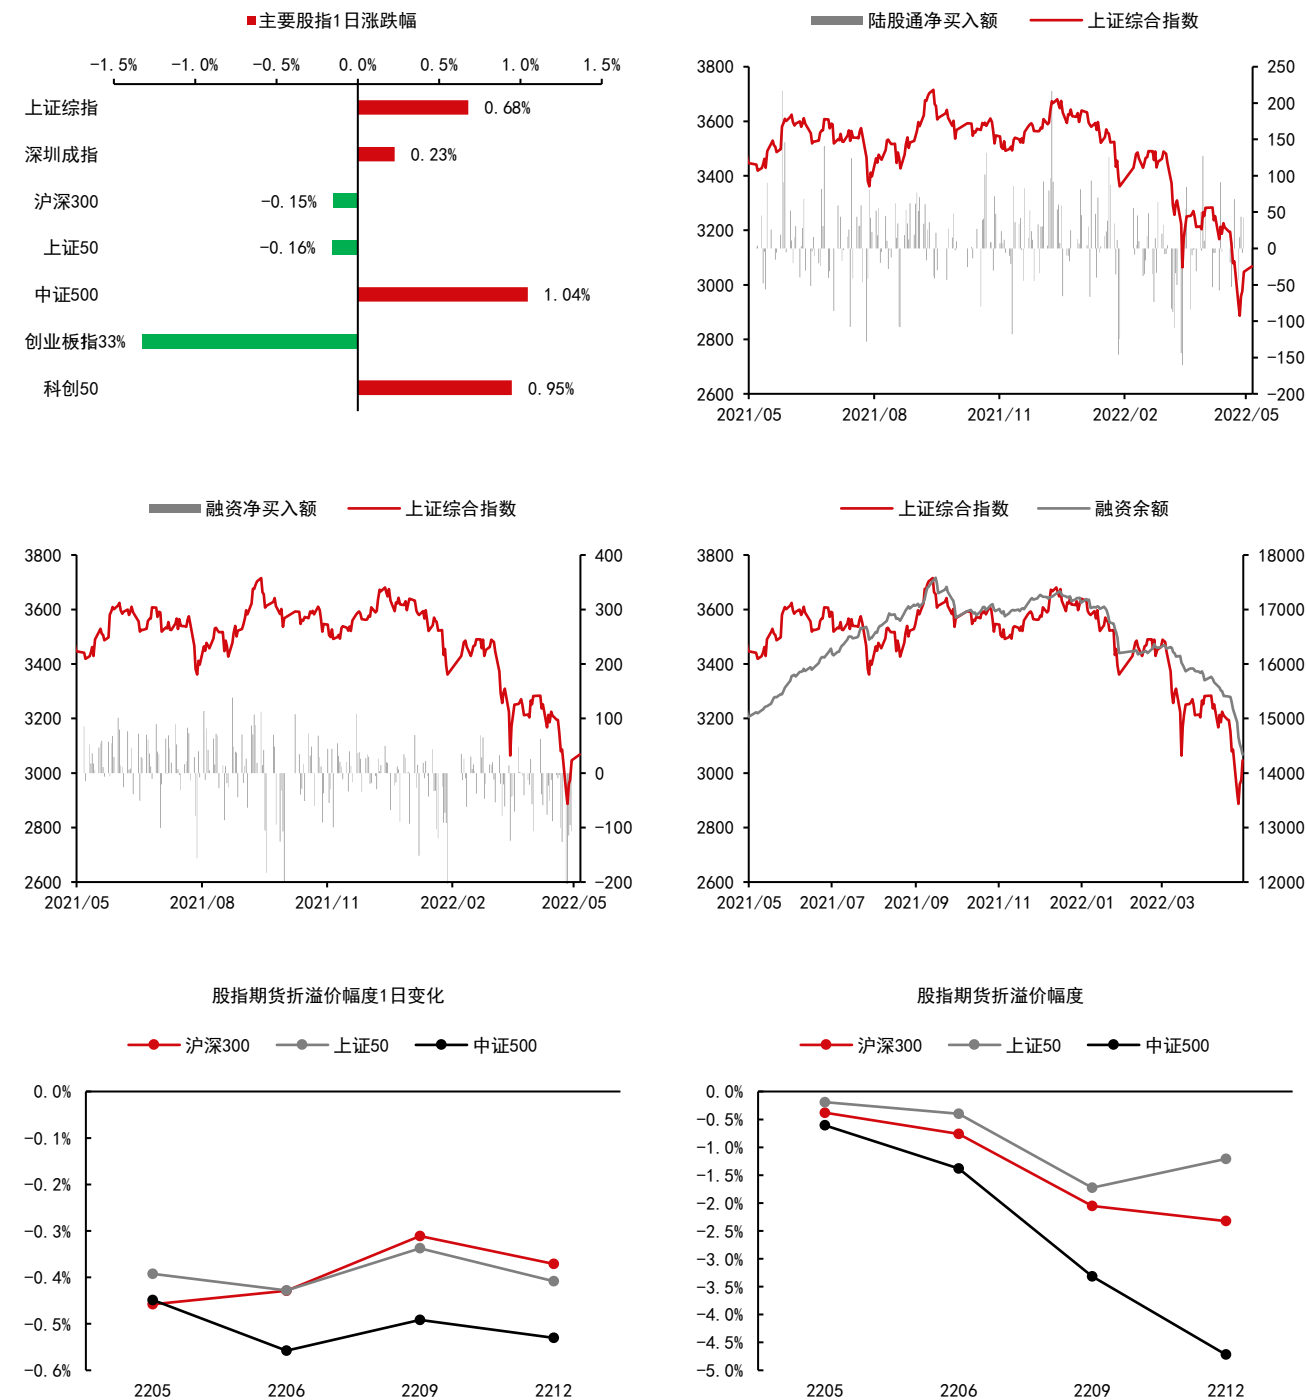 主要股指1日涨跌幅
-1.5% -1.0% -0.5% 0.0% 0.5% 1.0% 1.5%
上证综指 0.68%
深圳成指 0.23%
沪深300 -0.15%
上证50 -0.16%
中证500 1.04%
创业板指33%
科创50 0.95%
陆股通净买入额 上证综合指数
3800 250
200
3600 150
3400 100
50
3200 0
3000 -50
-100
2800 -150
2600 -200
2021/05 2021/08 2021/11 2022/02 2022/05
融资净买入额 上证综合指数
3800 400
3600 300
3400 200
3200 100
3000 0
2800 -100
2600 -200
2021/05 2021/08 2021/11 2022/02 2022/05
上证综合指数 融资余额
3800 18000
3600 17000
3400 16000
3200 15000
3000 14000
2800 13000
2600 12000
2021/05 2021/07 2021/09 2021/11 2022/01 2022/03
股指期货折溢价幅度1日变化
沪深300 上证50 中证500
0.0%
-0.1%
-0.2%
-0.3%
-0.4%
-0.5%
-0.6%
2205 2206 2209 2212
股指期货折溢价幅度
沪深300 上证50 中证500
0.0%
-0.5%
-1.0%
-1.5%
-2.0%
-2.5%
-3.0%
-3.5%
-4.0%
-4.5%
-5.0%
2205 2206 2209 2212